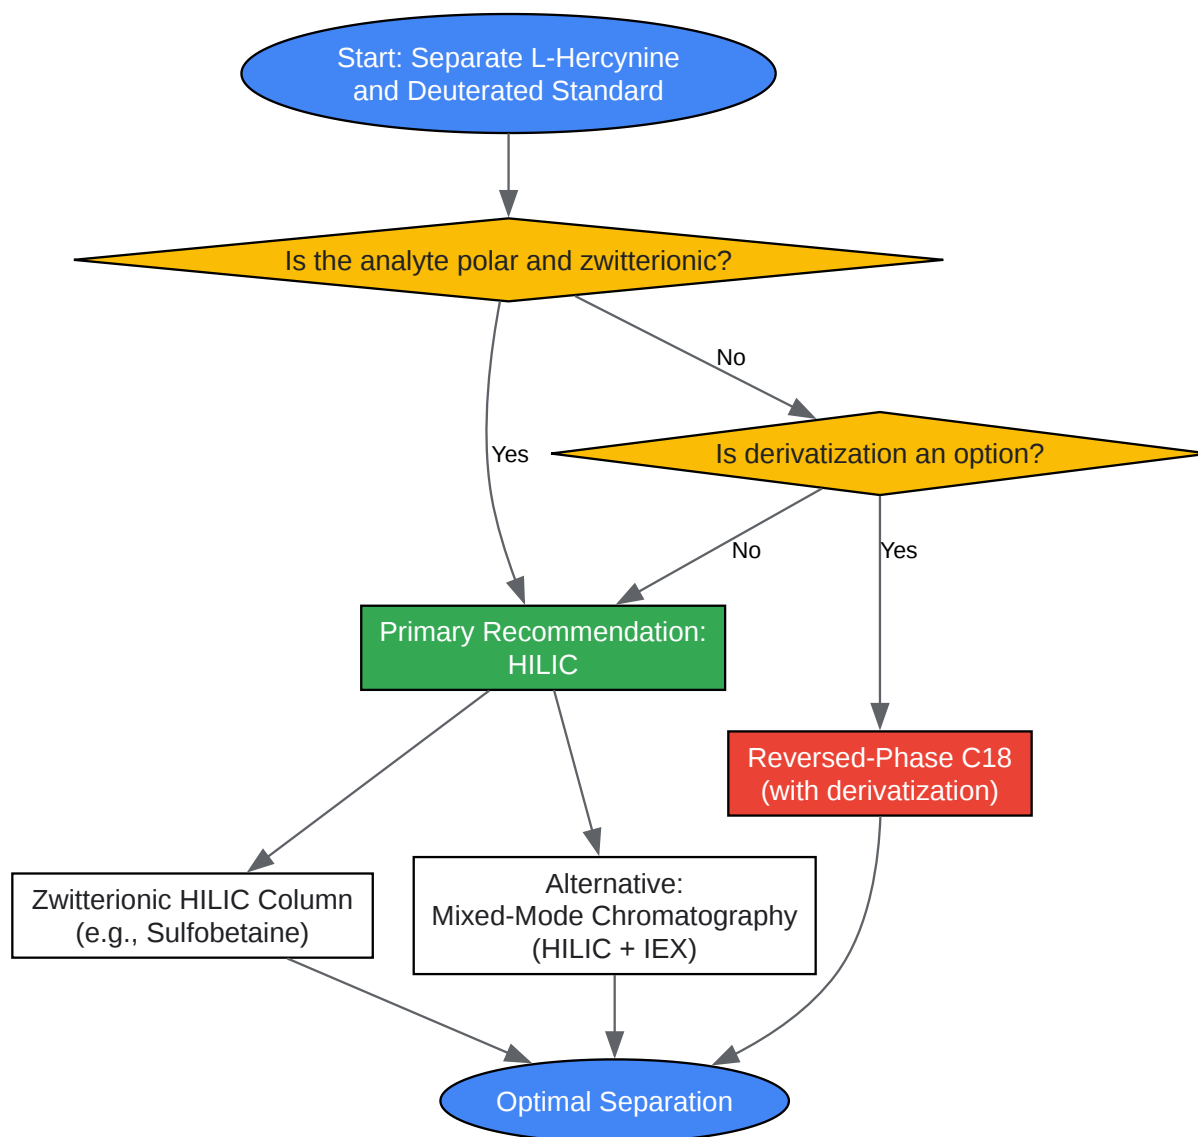 Start: Separate L-Hercynine
and Deuterated Standard
Is the analyte polar and zwitterionic?
No
Yes
Is derivatization an option?
No
Yes
Primary Recommendation:
HILIC
Reversed-Phase C18
(with derivatization)
Zwitterionic HILIC Column
(e.g., Sulfobetaine)
Alternative:
Mixed-Mode Chromatography
(HILIC + IEX)
Optimal Separation